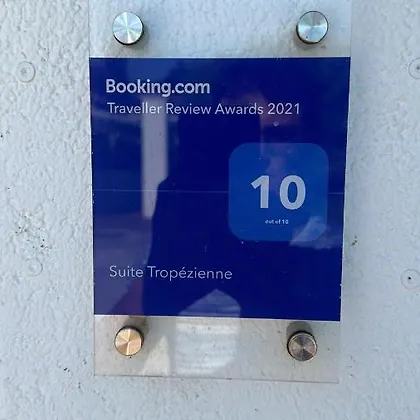 Booking.com
Traveller Review Awards 2021
10
out of 10
Suite Tropézienne